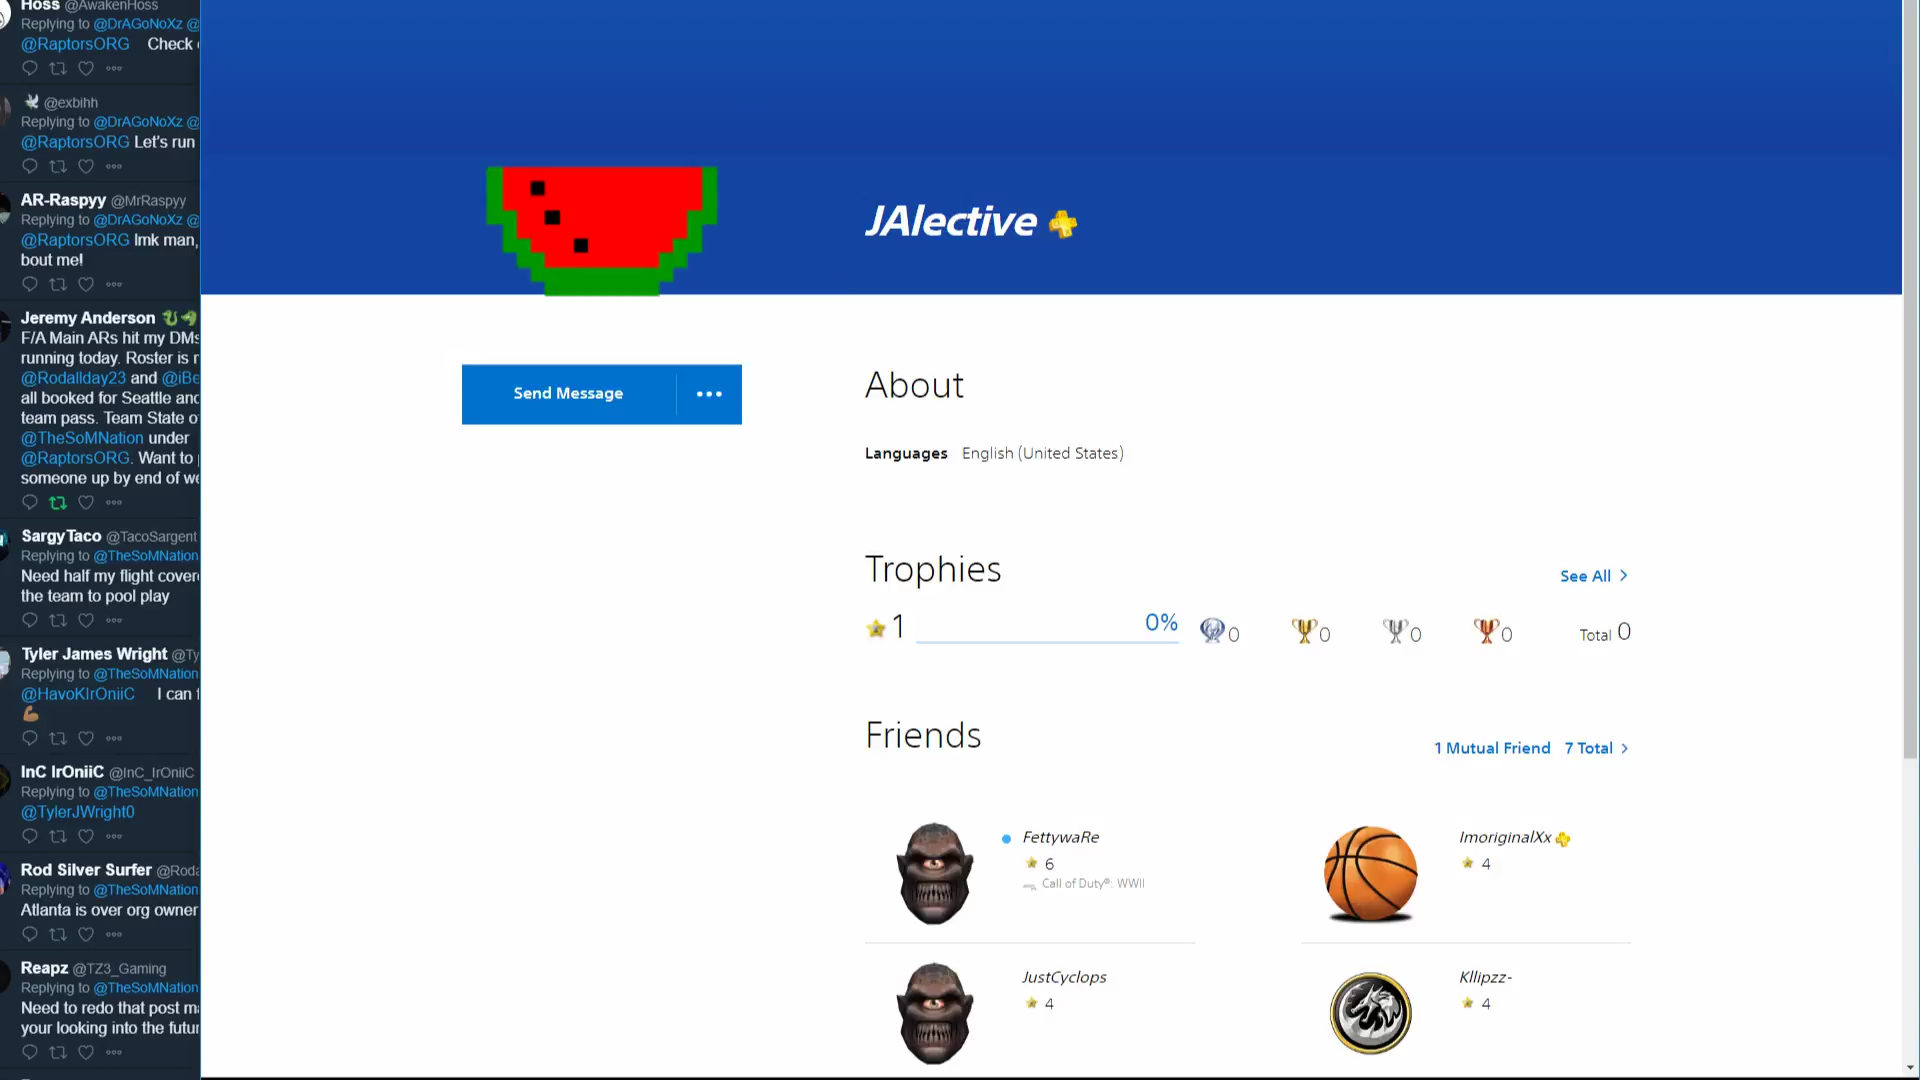 Hoss @AwakenHoss
Replying to @DrAGoNoXz @
@RaptorsORG Check
@exbihh
Replying to @DrAGoNoXz @
@RaptorsORG Let's run
AR-Raspyy @MrRaspyy
Replying to @DrAGoNoXz @
@RaptorsORG lmk man,
bout me!
Jeremy Anderson
F/A Main ARs hit my DMs
running today. Roster is
@Rodallday23 and @iBe
all booked for Seattle and
team pass. Team State o
@TheSoMNation under
@RaptorsORG. Want to
someone up by end of we
SargyTaco @TacoSargent
Replying to @TheSoMNation
Need half my flight cover
the team to pool play
Tyler James Wright @Ty
Replying to @TheSoMNation
@HavoKIrOniiC I can
InC IrOniiC @InC_IrOniiC
Replying to @TheSoMNation
@TylerJWright0
Rod Silver Surfer @Roda
Replying to @TheSoMNation
Atlanta is over org owner
Reapz @TZ3_Gaming
Replying to @TheSoMNation
Need to redo that post ma
your looking into the futur
JAlective
Send Message
About
Languages English (United States)
Trophies
See All
1 0% 0 0 0 0 Total 0
Friends
1 Mutual Friend 7 Total
FettywaRe
6
Call of Duty®: WWII
ImoriginalXx
4
JustCyclops
4
Kllipzz-
4